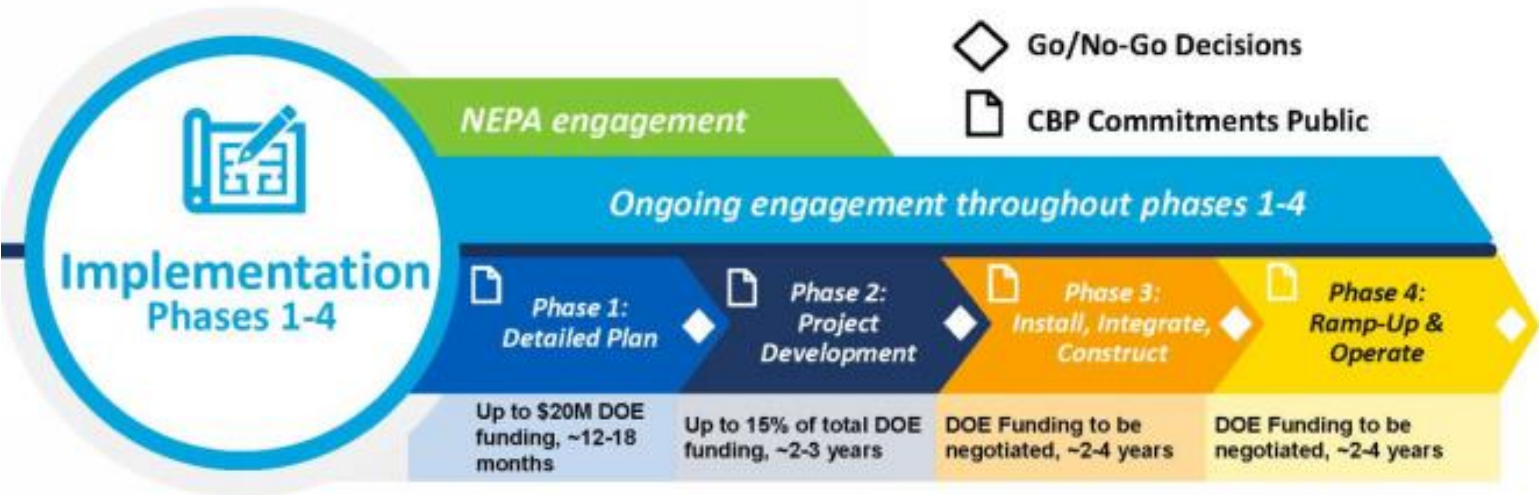 Go/No-Go Decisions
CBP Commitments Public
NEPA engagement
Ongoing engagement throughout phases 1-4
Implementation
Phases 1-4
Phase 1:
Detailed Plan
Phase 2:
Project
Development
Phase 3:
Install, Integrate,
Construct
Phase 4:
Ramp-Up &
Operate
Up to $20M DOE
funding, ~12-18
months
Up to 15% of total DOE
funding, ~2-3 years
DOE Funding to be
negotiated, ~2-4 years
DOE Funding to be
negotiated, ~2-4 years